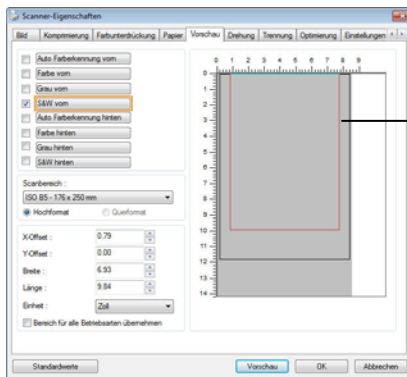 Scanner-Eigenschaften
Bild Komprimierung Farbunterdrückung Papier Vorschau Drehung Trennung Optimierung Einstellungen
Auto Farberkennung vorn
Farbe vorn
Grau vorn
S&W vorn
Auto Farberkennung hinten
Farbe hinten
Grau hinten
S&W hinten
Scanbereich :
ISO B5 - 176 x 250 mm
Hochformat Querformat
X-Offset : 0.79
Y-Offset : 0.00
Breite : 6.93
Länge : 9.84
Einheit : Zoll
Bereich für alle Betriebsarten übernehmen
0 1 2 3 4 5 6 7 8 9
0
1
2
3
4
5
6
7
8
9
10
11
12
13
14
Standardwerte Vorschau OK Abbrechen